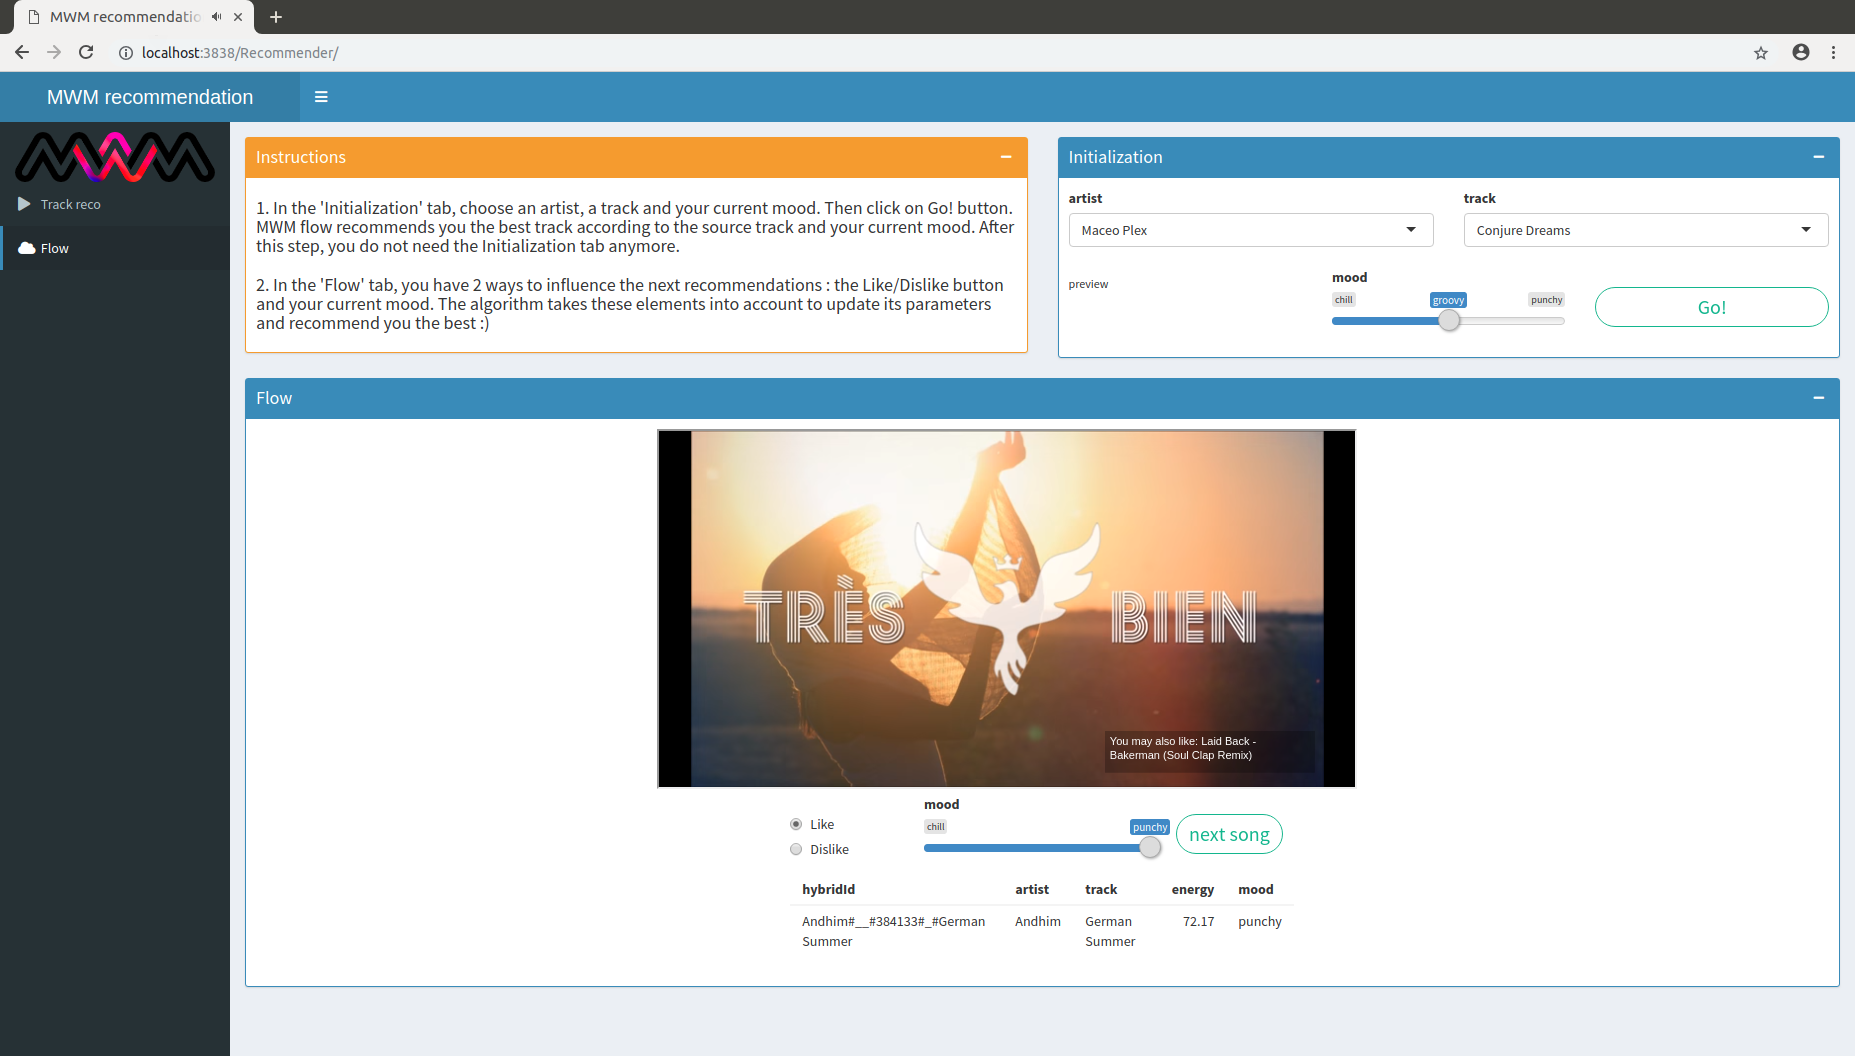 MWM recommendatio
localhost:3838/Recommender/
MWM recommendation
MWM
Track reco
Flow
Instructions
1. In the 'Initialization' tab, choose an artist, a track and your current mood. Then click on Go! button.
MWM flow recommends you the best track according to the source track and your current mood. After
this step, you do not need the Initialization tab anymore.
2. In the 'Flow' tab, you have 2 ways to influence the next recommendations : the Like/Dislike button
and your current mood. The algorithm takes these elements into account to update its parameters
and recommend you the best :)
Initialization
artist
track
Maceo Plex
Conjure Dreams
preview
mood
chill groovy punchy
Go!
Flow
TRÈS BIEN
You may also like: Laid Back -
Bakerman (Soul Clap Remix)
Like
Dislike
mood
chill punchy
next song
hybridId artist track energy mood
Andhim#__#384133#_#German Andhim German 72.17 punchy
Summer Summer